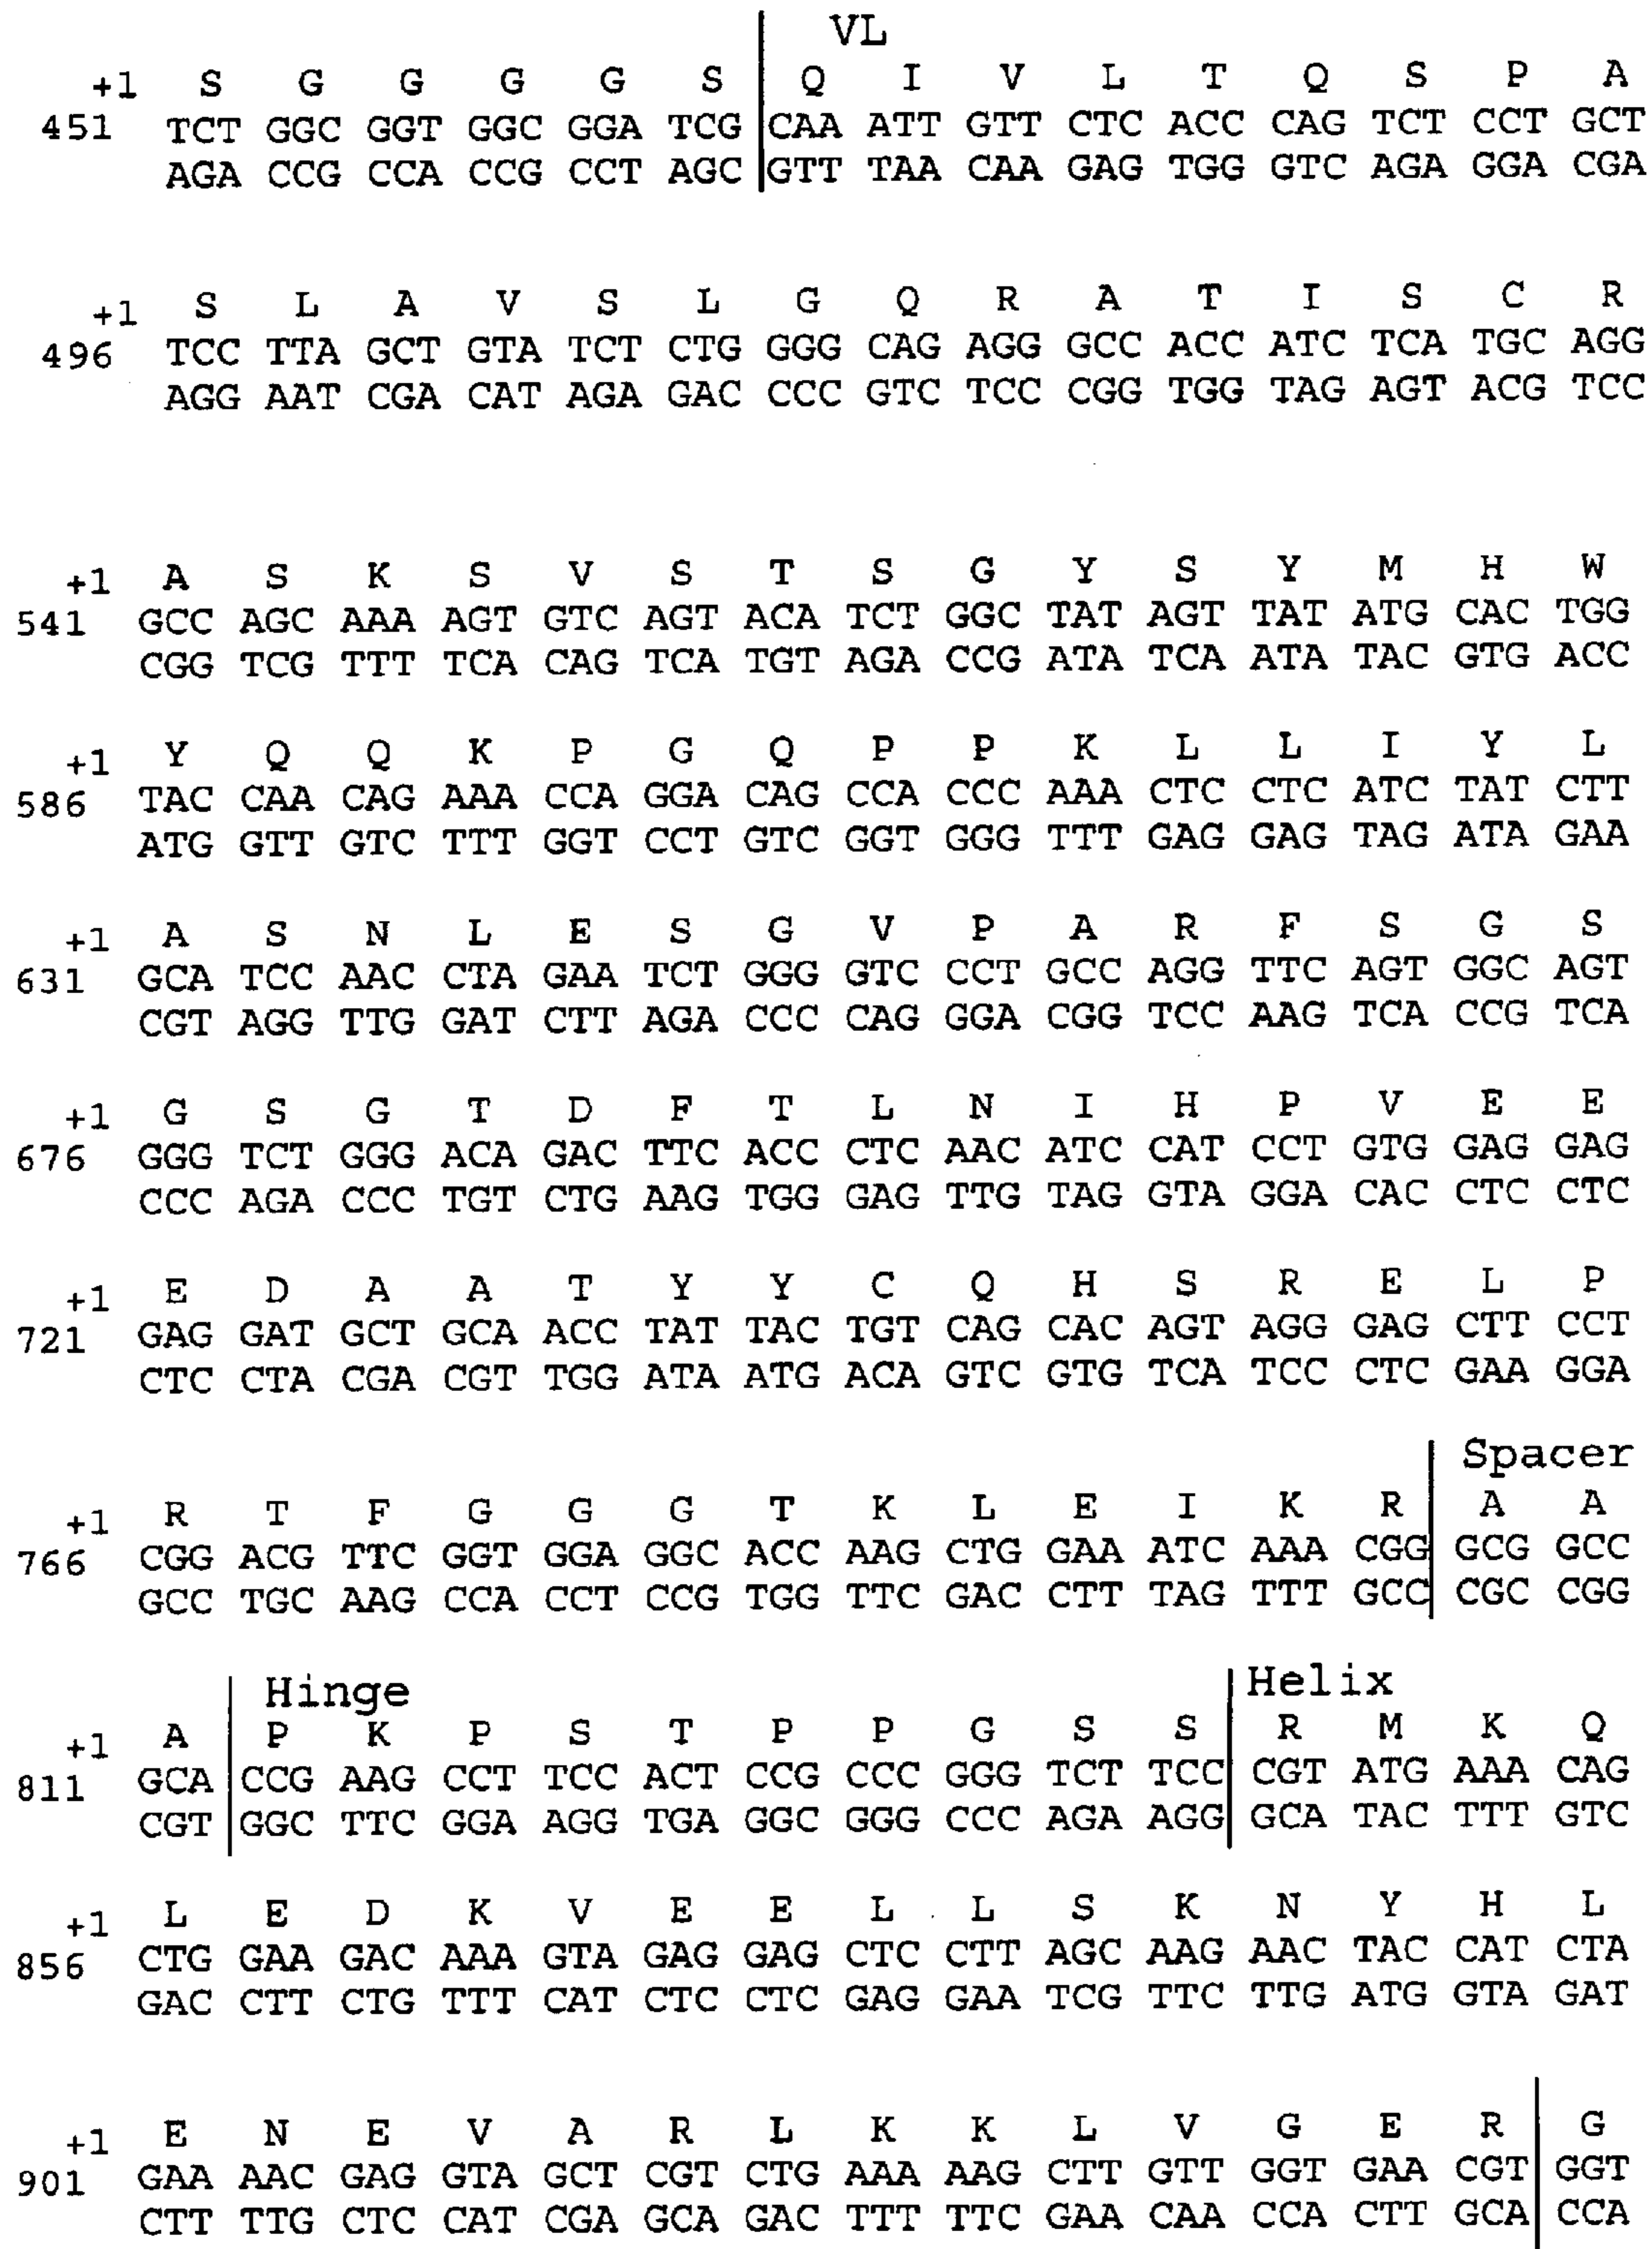 VL
+1 S G G G G S Q I V L T Q S P A
451 TCT GGC GGT GGC GGA TCG CAA ATT GTT CTC ACC CAG TCT CCT GCT
AGA CCG CCA CCG CCT AGC GTT TAA CAA GAG TGG GTC AGA GGA CGA
+1 S L A V S L G Q R A T I S C R
496 TCC TTA GCT GTA TCT CTG GGG CAG AGG GCC ACC ATC TCA TGC AGG
AGG AAT CGA CAT AGA GAC CCC GTC TCC CGG TGG TAG AGT ACG TCC
+1 A S K S V S T S G Y S Y M H W
541 GCC AGC AAA AGT GTC AGT ACA TCT GGC TAT AGT TAT ATG CAC TGG
CGG TCG TTT TCA CAG TCA TGT AGA CCG ATA TCA ATA TAC GTG ACC
+1 Y Q Q K P G Q P P K L L I Y L
586 TAC CAA CAG AAA CCA GGA CAG CCA CCC AAA CTC CTC ATC TAT CTT
ATG GTT GTC TTT GGT CCT GTC GGT GGG TTT GAG GAG TAG ATA GAA
+1 A S N L E S G V P A R F S G S
631 GCA TCC AAC CTA GAA TCT GGG GTC CCT GCC AGG TTC AGT GGC AGT
CGT AGG TTG GAT CTT AGA CCC CAG GGA CGG TCC AAG TCA CCG TCA
+1 G S G T D F T L N I H P V E E
676 GGG TCT GGG ACA GAC TTC ACC CTC AAC ATC CAT CCT GTG GAG GAG
CCC AGA CCC TGT CTG AAG TGG GAG TTG TAG GTA GGA CAC CTC CTC
+1 E D A A T Y Y C Q H S R E L P
721 GAG GAT GCT GCA ACC TAT TAC TGT CAG CAC AGT AGG GAG CTT CCT
CTC CTA CGA CGT TGG ATA ATG ACA GTC GTG TCA TCC CTC GAA GGA
Spacer
+1 R T F G G G T K L E I K R A A
766 CGG ACG TTC GGT GGA GGC ACC AAG CTG GAA ATC AAA CGG GCG GCC
GCC TGC AAG CCA CCT CCG TGG TTC GAC CTT TAG TTT GCC CGC CGG
Hinge Helix
+1 A P K P S T P P G S S R M K Q
811 GCA CCG AAG CCT TCC ACT CCG CCC GGG TCT TCC CGT ATG AAA CAG
CGT GGC TTC GGA AGG TGA GGC GGG CCC AGA AGG GCA TAC TTT GTC
+1 L E D K V E E L L S K N Y H L
856 CTG GAA GAC AAA GTA GAG GAG CTC CTT AGC AAG AAC TAC CAT CTA
GAC CTT CTG TTT CAT CTC CTC GAG GAA TCG TTC TTG ATG GTA GAT
+1 E N E V A R L K K L V G E R G
901 GAA AAC GAG GTA GCT CGT CTG AAA AAG CTT GTT GGT GAA CGT GGT
CTT TTG CTC CAT CGA GCA GAC TTT TTC GAA CAA CCA CTT GCA CCA